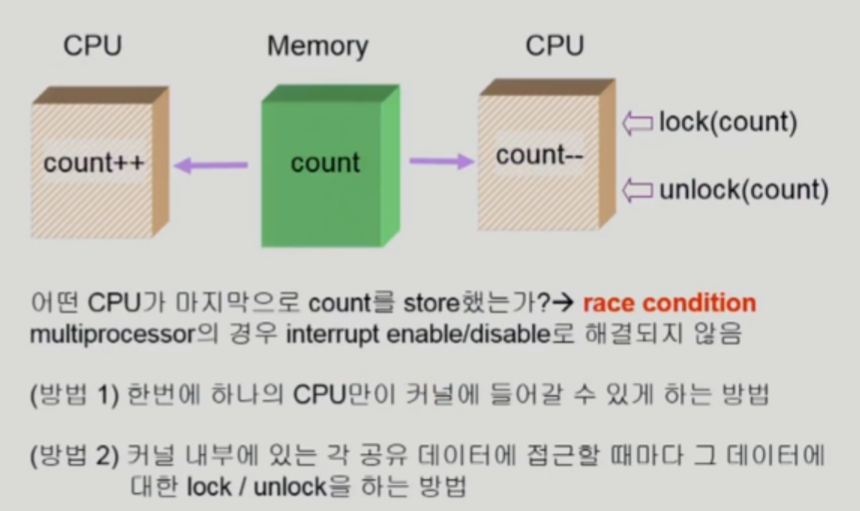 CPU
Memory
CPU
count++
count
count--
lock(count)
unlock(count)
어떤 CPU가 마지막으로 count를 store했는가?→ race condition
multiprocessor의 경우 interrupt enable/disable로 해결되지 않음
(방법 1) 한번에 하나의 CPU만이 커널에 들어갈 수 있게 하는 방법
(방법 2) 커널 내부에 있는 각 공유 데이터에 접근할 때마다 그 데이터에
대한 lock / unlock을 하는 방법